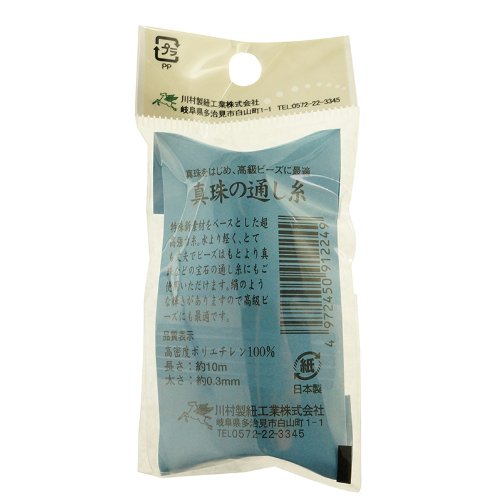 プラ
PP
川村製紐工業株式会社
岐阜県多治見市白山町1-1 TEL:0572-22-3345
真珠をはじめ、高級ビーズに最適
真珠の通し糸
特殊新素材をベースとした超
高強力糸。水より軽く、とて
も丈夫でビーズはもとより真
珠などの宝石の通し糸にもご
使用いただけます。絹のよう
な輝きがありますので高級ビー
ズにも最適です。
品質表示
高密度ポリエチレン100%
長さ：約10m
太さ：約0.3mm
4972450912249
紙
日本製
川村製紐工業株式会社
岐阜県多治見市白山町1-1
TEL0572-22-3345